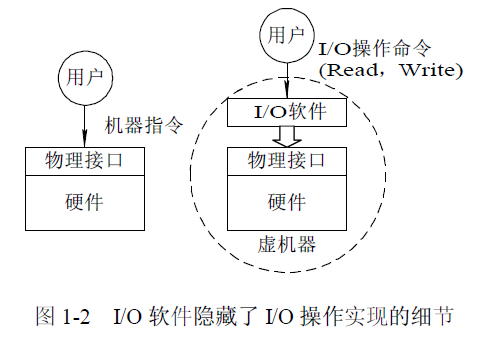 用户
机器指令
物理接口
硬件
用户
I/O操作命令
(Read，Write)
I/O软件
物理接口
硬件
虚机器
图 1-2 I/O 软件隐藏了 I/O 操作实现的细节